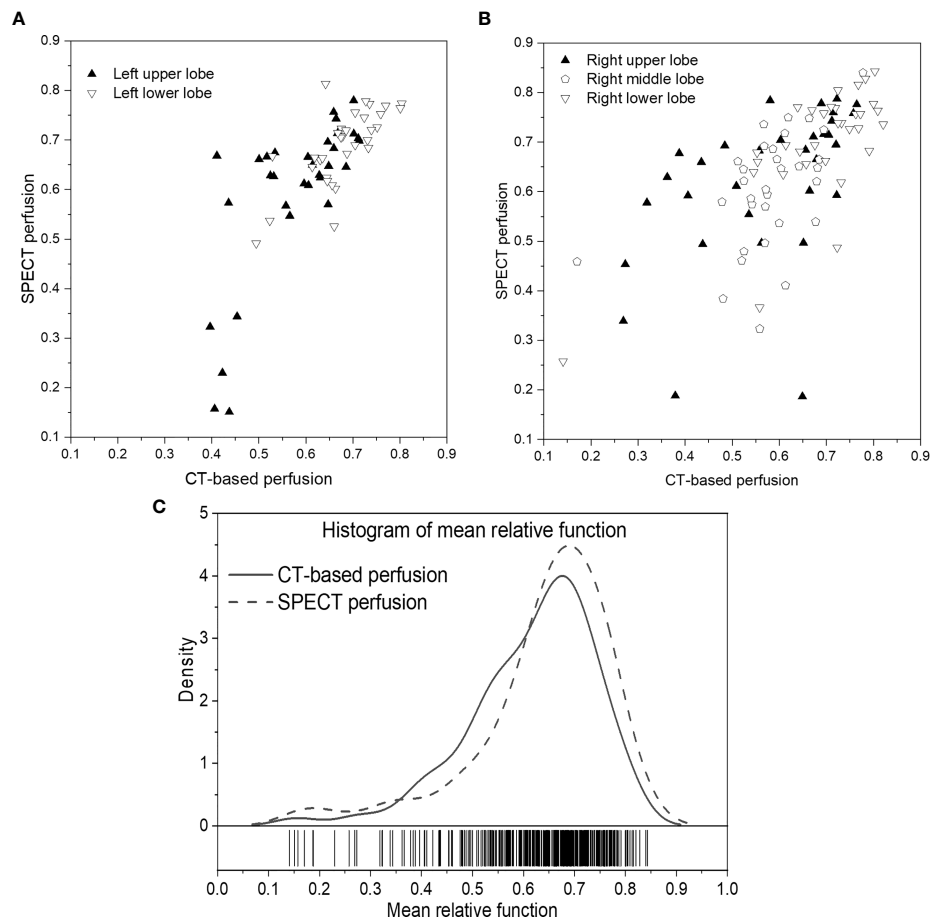 A
0.9
0.8
0.7
0.6
0.5
0.4
0.3
0.2
0.1
SPECT perfusion
Left upper lobe
Left lower lobe
0.1 0.1 0.2 0.3 0.4 0.5 0.6 0.7 0.8 0.9
CT-based perfusion
B
0.9
0.8
0.7
0.6
0.5
0.4
0.3
0.2
0.1
SPECT perfusion
Right upper lobe
Right middle lobe
Right lower lobe
0.1 0.2 0.3 0.4 0.5 0.6 0.7 0.8 0.9
CT-based perfusion
C
5
4
3
2
1
0
Density
Histogram of mean relative function
CT-based perfusion
SPECT perfusion
0.0 0.1 0.2 0.3 0.4 0.5 0.6 0.7 0.8 0.9 1.0
Mean relative function